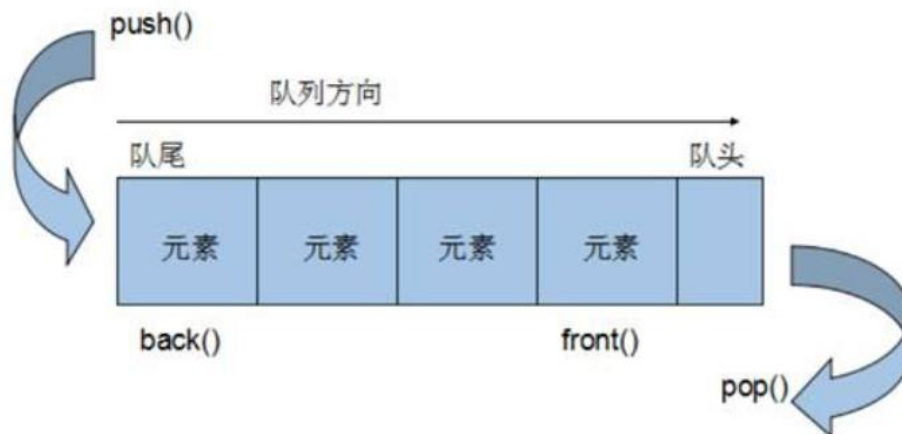 push()
队列方向
队尾 队头
元素 元素 元素 元素
back() front()
pop()